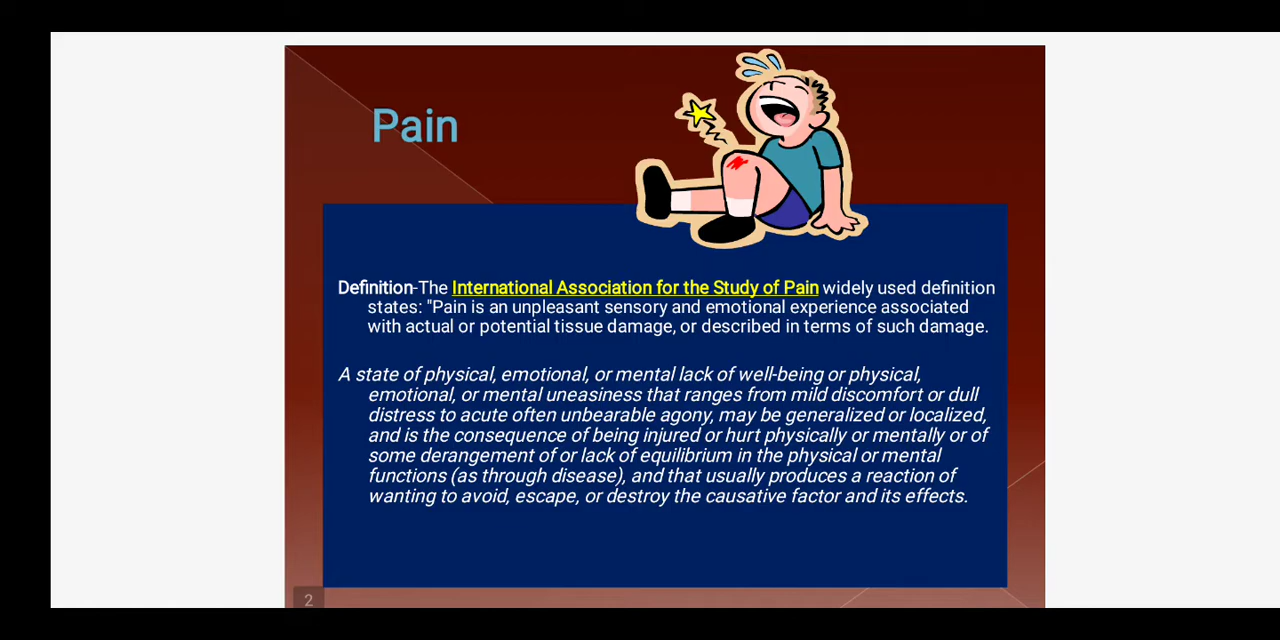 Pain
Definition-The International Association for the Study of Pain widely used definition
states: "Pain is an unpleasant sensory and emotional experience associated
with actual or potential tissue damage, or described in terms of such damage.
A state of physical, emotional, or mental lack of well-being or physical,
emotional, or mental uneasiness that ranges from mild discomfort or dull
distress to acute often unbearable agony, may be generalized or localized,
and is the consequence of being injured or hurt physically or mentally or of
some derangement of or lack of equilibrium in the physical or mental
functions (as through disease), and that usually produces a reaction of
wanting to avoid, escape, or destroy the causative factor and its effects.
2